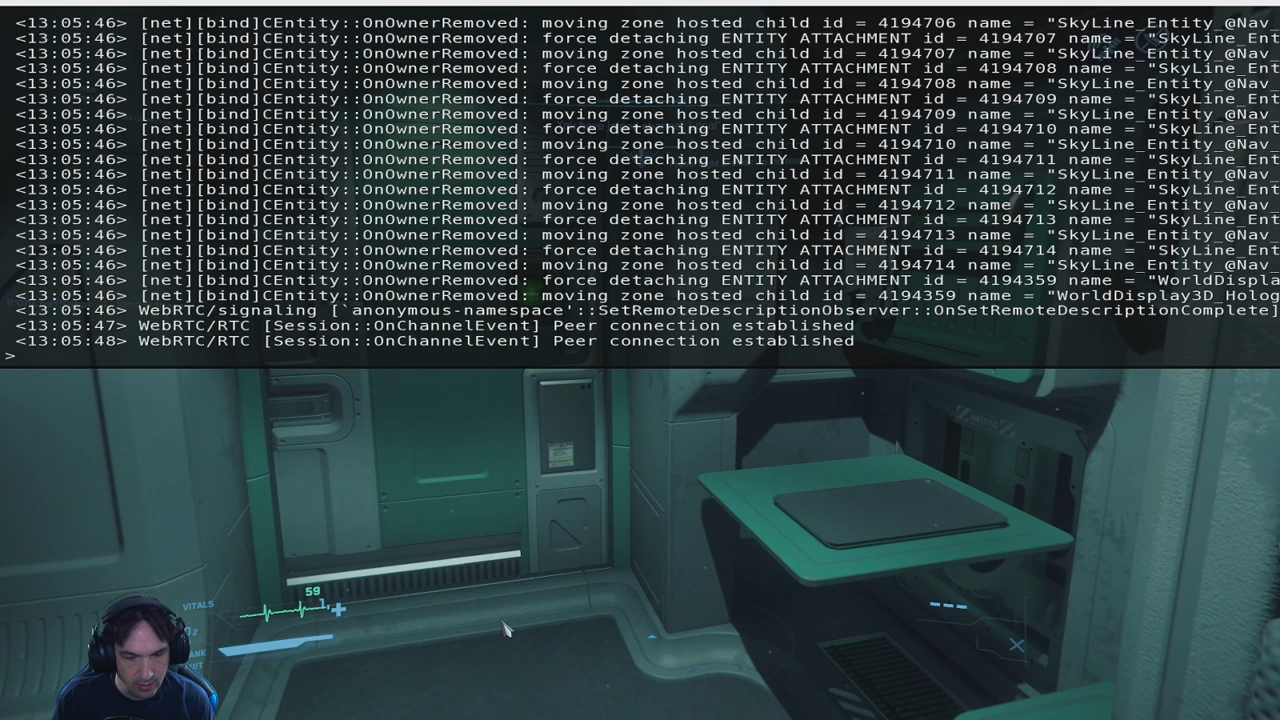 <13:05:46> [net][bind]CEntity::OnOwnerRemoved: moving zone hosted child id = 4194706 name = "SkyLine_Entity_@Nav_
<13:05:46> [net][bind]CEntity::OnOwnerRemoved: force detaching ENTITY ATTACHMENT id = 4194707 name = "SkyLine_Ent
<13:05:46> [net][bind]CEntity::OnOwnerRemoved: moving zone hosted child id = 4194707 name = "SkyLine_Entity_@Nav_
<13:05:46> [net][bind]CEntity::OnOwnerRemoved: force detaching ENTITY ATTACHMENT id = 4194708 name = "SkyLine_Ent
<13:05:46> [net][bind]CEntity::OnOwnerRemoved: moving zone hosted child id = 4194708 name = "SkyLine_Entity_@Nav_
<13:05:46> [net][bind]CEntity::OnOwnerRemoved: force detaching ENTITY ATTACHMENT id = 4194709 name = "SkyLine_Ent
<13:05:46> [net][bind]CEntity::OnOwnerRemoved: moving zone hosted child id = 4194709 name = "SkyLine_Entity_@Nav_
<13:05:46> [net][bind]CEntity::OnOwnerRemoved: force detaching ENTITY ATTACHMENT id = 4194710 name = "SkyLine_Ent
<13:05:46> [net][bind]CEntity::OnOwnerRemoved: moving zone hosted child id = 4194710 name = "SkyLine_Entity_@Nav_
<13:05:46> [net][bind]CEntity::OnOwnerRemoved: force detaching ENTITY ATTACHMENT id = 4194711 name = "SkyLine_Ent
<13:05:46> [net][bind]CEntity::OnOwnerRemoved: moving zone hosted child id = 4194711 name = "SkyLine_Entity_@Nav_
<13:05:46> [net][bind]CEntity::OnOwnerRemoved: force detaching ENTITY ATTACHMENT id = 4194712 name = "SkyLine_Ent
<13:05:46> [net][bind]CEntity::OnOwnerRemoved: moving zone hosted child id = 4194712 name = "SkyLine_Entity_@Nav_
<13:05:46> [net][bind]CEntity::OnOwnerRemoved: force detaching ENTITY ATTACHMENT id = 4194713 name = "SkyLine_Ent
<13:05:46> [net][bind]CEntity::OnOwnerRemoved: moving zone hosted child id = 4194713 name = "SkyLine_Entity_@Nav_
<13:05:46> [net][bind]CEntity::OnOwnerRemoved: force detaching ENTITY ATTACHMENT id = 4194714 name = "SkyLine_Ent
<13:05:46> [net][bind]CEntity::OnOwnerRemoved: moving zone hosted child id = 4194714 name = "SkyLine_Entity_@Nav_
<13:05:46> [net][bind]CEntity::OnOwnerRemoved: force detaching ENTITY ATTACHMENT id = 4194359 name = "WorldDispla
<13:05:46> [net][bind]CEntity::OnOwnerRemoved: moving zone hosted child id = 4194359 name = "WorldDisplay3D_Holog
<13:05:46> WebRTC/signaling [`anonymous-namespace'::SetRemoteDescriptionObserver::OnSetRemoteDescriptionComplete]
<13:05:47> WebRTC/RTC [Session::OnChannelEvent] Peer connection established
<13:05:48> WebRTC/RTC [Session::OnChannelEvent] Peer connection established
>
59
VITALS